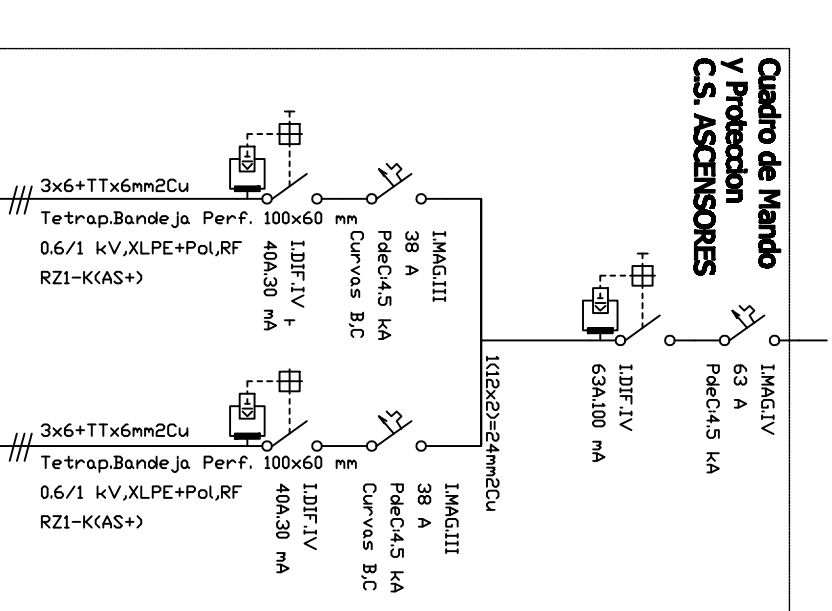 Cuadro de Mando
y Proteccion
C.S. ASCENSORES
I.MAG.IV
63 A
PdeC:4.5 kA
I.DIF.IV
63A.100 mA
1(12x2)=24mm2Cu
I.MAG.III
38 A
PdeC:4.5 kA
Curvas B,C
I.DIF.IV
40A.30 mA
3x6+TTx6mm2Cu
Tetrap.Bandeja Perf. 100x60 mm
0.6/1 kV,XLPE+Pol,RF
RZ1-K(AS+)
I.MAG.III
38 A
PdeC:4.5 kA
Curvas B,C
I.DIF.IV
40A.30 mA
3x6+TTx6mm2Cu
Tetrap.Bandeja Perf. 100x60 mm
0.6/1 kV,XLPE+Pol,RF
RZ1-K(AS+)